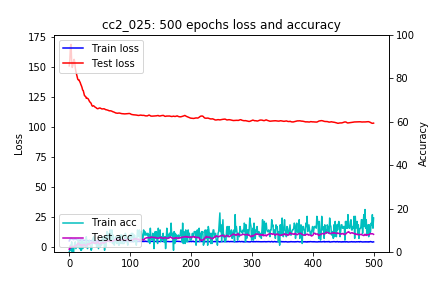 cc2_025: 500 epochs loss and accuracy
175
150
125
100
75
50
25
0
Loss
Train loss
Test loss
Train acc
Test acc
100
80
60
40
20
0
Accuracy
0 100 200 300 400 500